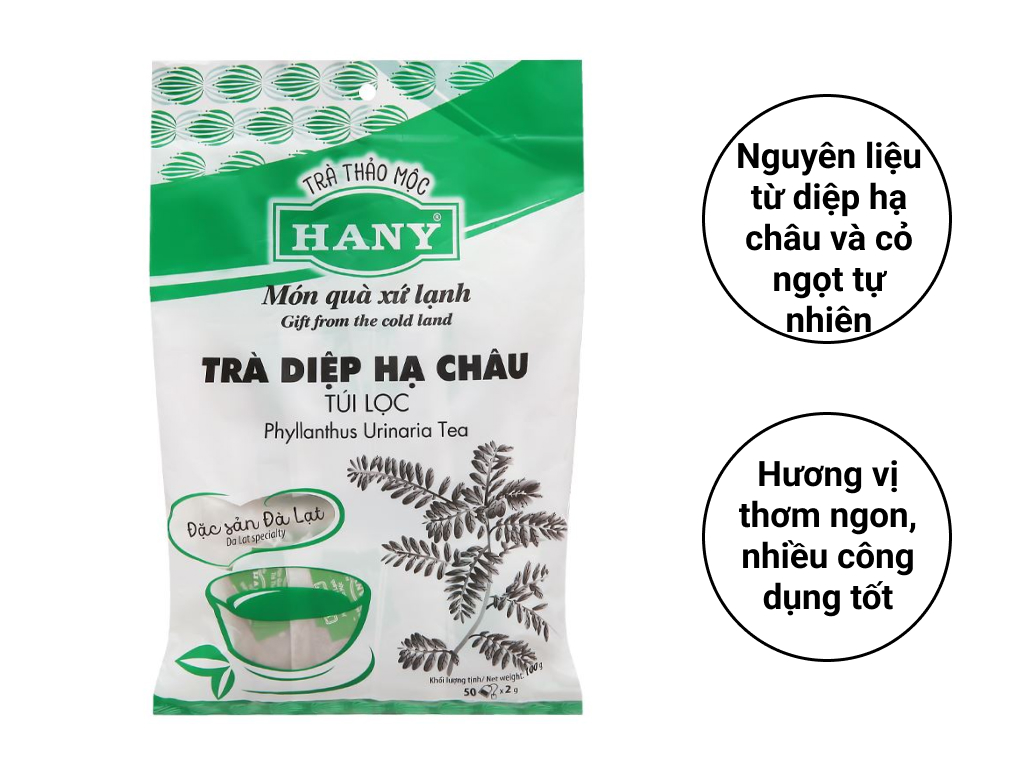 TRÀ THẢO MỘC
HANY®
Món quà xứ lạnh
Gift from the cold land
TRÀ DIỆP HẠ CHÂU
TÚI LỌC
Phyllanthus Urinaria Tea
Đặc sản Đà Lạt
Da Lat specialty
Khối lượng tịnh/ Net weight: 100g
50 x 2 g
Nguyên liệu
từ diệp hạ
châu và cỏ
ngọt tự
nhiên
Hương vị
thơm ngon,
nhiều công
dụng tốt